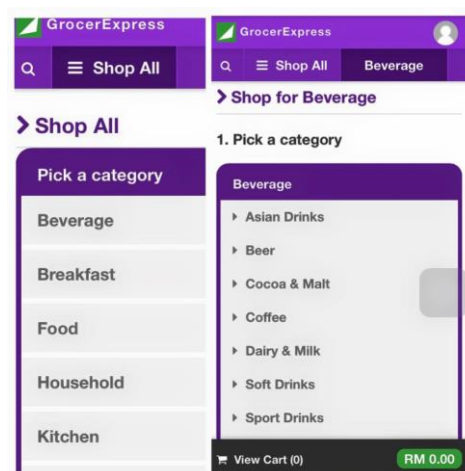 GrocerExpress
Shop All
Shop All
Pick a category
Beverage
Breakfast
Food
Household
Kitchen
GrocerExpress
Shop All Beverage
Shop for Beverage
1. Pick a category
Beverage
Asian Drinks
Beer
Cocoa & Malt
Coffee
Dairy & Milk
Soft Drinks
Sport Drinks
View Cart (0) RM 0.00